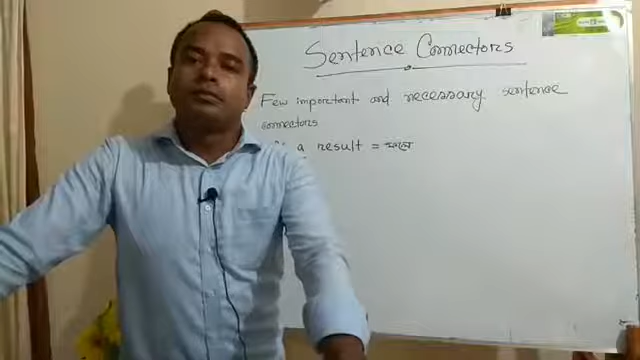 Sentence Connectors
Few important and necessary sentence
connectors
a result = ফলে